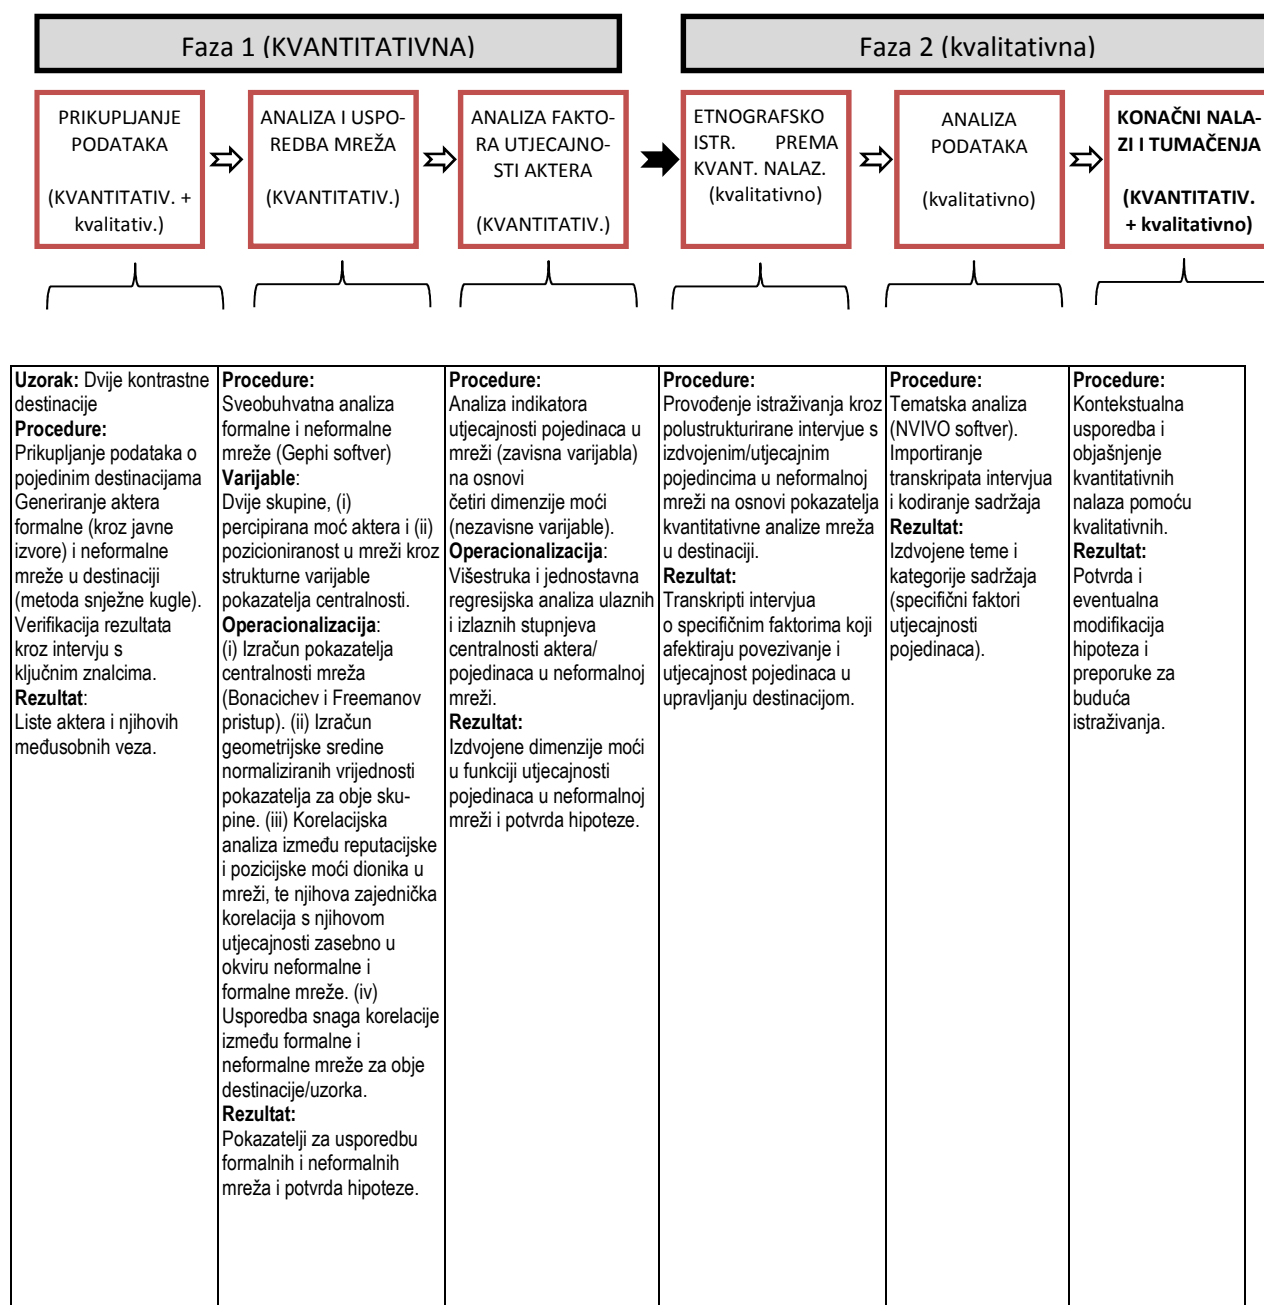 Faza 1 (KVANTITATIVNA)
Faza 2 (kvalitativna)
PRIKUPLJANJE
PODATAKA
(KVANTITATIV. +
kvalitativ.)
ANALIZA I USPO-
REDBA MREŽA
(KVANTITATIV.)
ANALIZA FAKTO-
RA UTJECAJNO-
STI AKTERA
(KVANTITATIV.)
ETNOGRAFSKO
ISTR. PREMA
KVANT. NALAZ.
(kvalitativno)
ANALIZA
PODATAKA
(kvalitativno)
KONAČNI NALA-
ZI I TUMAČENJA
(KVANTITATIV.
+ kvalitativno)
Uzorak: Dvije kontrastne
destinacije
Procedure:
Prikupljanje podataka o
pojedinim destinacijama
Generiranje aktera
formalne (kroz javne
izvore) i neformalne
mreže u destinaciji
(metoda snježne kugle).
Verifikacija rezultata
kroz intervju s
ključnim znalcima.
Rezultat:
Liste aktera i njihovih
međusobnih veza.
Procedure:
Sveobuhvatna analiza
formalne i neformalne
mreže (Gephi softver)
Varijable:
Dvije skupine, (i)
percipirana moć aktera i (ii)
pozicioniranost u mreži kroz
strukturne varijable
pokazatelja centralnosti.
Operacionalizacija:
(i) Izračun pokazatelja
centralnosti mreža
(Bonacichev i Freemanov
pristup). (ii) Izračun
geometrijske sredine
normaliziranih vrijednosti
pokazatelja za obje sku-
pine. (iii) Korelacijska
analiza između reputacijske
i pozicijske moći dionika u
mreži, te njihova zajednička
korelacija s njihovom
utjecajnosti zasebno u
okviru neformalne i
formalne mreže. (iv)
Usporedba snaga korelacije
između formalne i
neformalne mreže za obje
destinacije/uzorka.
Rezultat:
Pokazatelji za usporedbu
formalnih i neformalnih
mreža i potvrda hipoteze.
Procedure:
Analiza indikatora
utjecajnosti pojedinaca u
mreži (zavisna varijabla)
na osnovi
četiri dimenzije moći
(nezavisne varijable).
Operacionalizacija:
Višestruka i jednostavna
regresijska analiza ulaznih
i izlaznih stupnjeva
centralnosti aktera/
pojedinaca u neformalnoj
mreži.
Rezultat:
Izdvojene dimenzije moći
u funkciji utjecajnosti
pojedinaca u neformalnoj
mreži i potvrda hipoteze.
Procedure:
Provođenje istraživanja kroz
polustrukturirane intervjue s
izdvojenim/utjecajnim
pojedincima u neformalnoj
mreži na osnovi pokazatelja
kvantitativne analize mreža
u destinaciji.
Rezultat:
Transkripti intervjua
o specifičnim faktorima koji
afektiraju povezivanje i
utjecajnost pojedinaca u
upravljanju destinacijom.
Procedure:
Tematska analiza
(NVIVO softver).
Importiranje
transkripata intervjua
i kodiranje sadržaja
Rezultat:
Izdvojene teme i
kategorije sadržaja
(specifični faktori
utjecajnosti
pojedinaca).
Procedure:
Kontekstualna
usporedba i
objašnjenje
kvantitativnih
nalaza pomoću
kvalitativnih.
Rezultat:
Potvrda i
eventualna
modifikacija
hipoteza i
preporuke za
buduća
istraživanja.